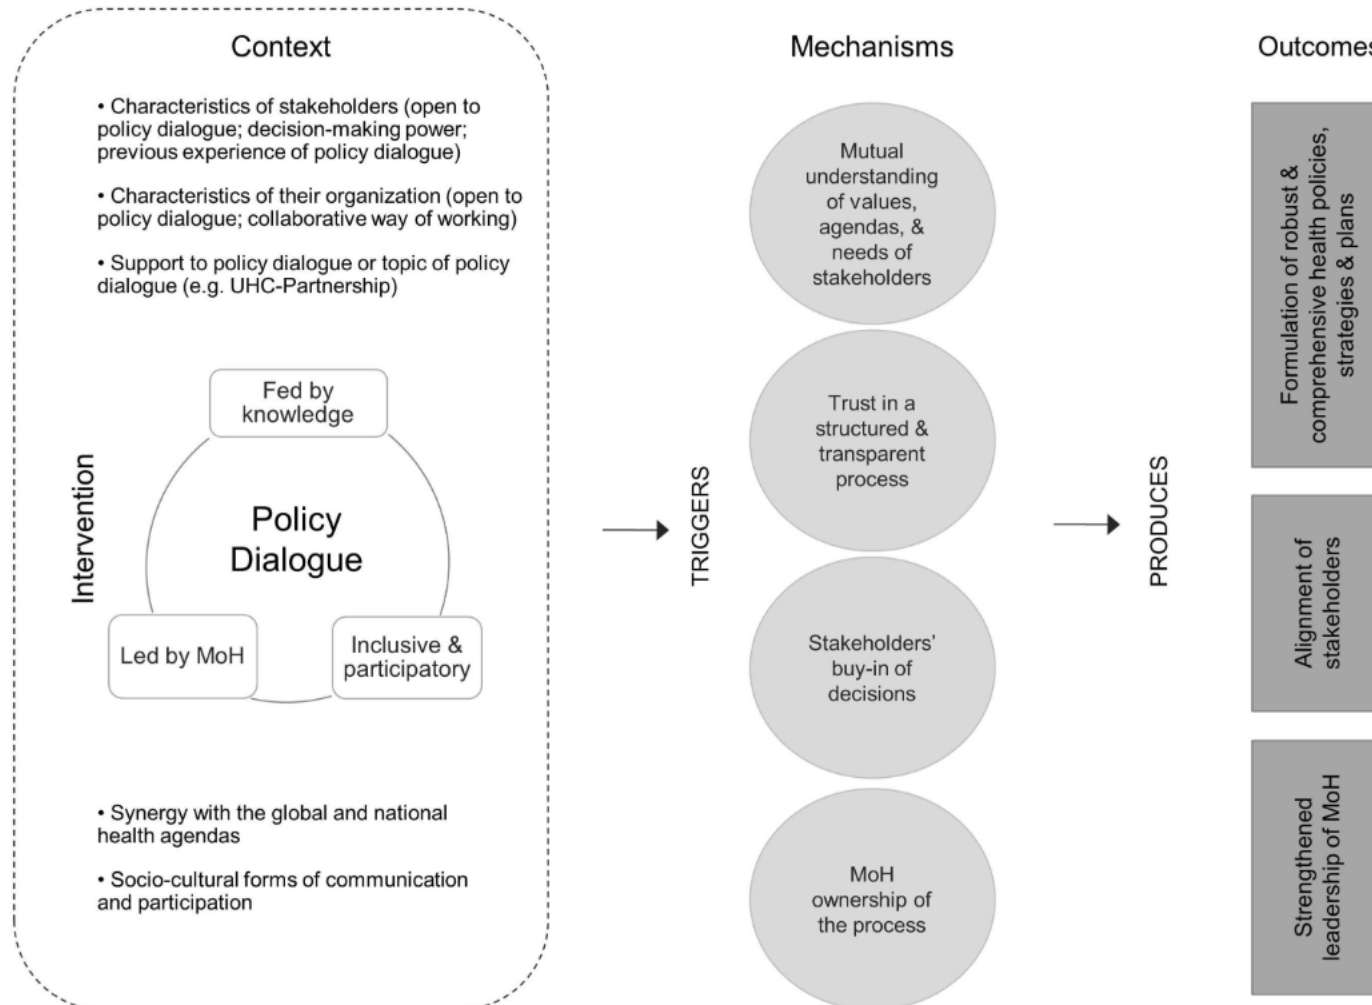 Context
• Characteristics of stakeholders (open to
policy dialogue; decision-making power;
previous experience of policy dialogue)
• Characteristics of their organization (open to
policy dialogue; collaborative way of working)
• Support to policy dialogue or topic of policy
dialogue (e.g. UHC-Partnership)
Intervention
Fed by
knowledge
Policy
Dialogue
Led by MoH
Inclusive &
participatory
• Synergy with the global and national
health agendas
• Socio-cultural forms of communication
and participation
TRIGGERS
Mechanisms
Mutual
understanding
of values,
agendas, &
needs of
stakeholders
Trust in a
structured &
transparent
process
Stakeholders’
buy-in of
decisions
MoH
ownership of
the process
PRODUCES
Outcomes
Formulation of robust &
comprehensive health policies,
strategies & plans
Alignment of
stakeholders
Strengthened
leadership of MoH